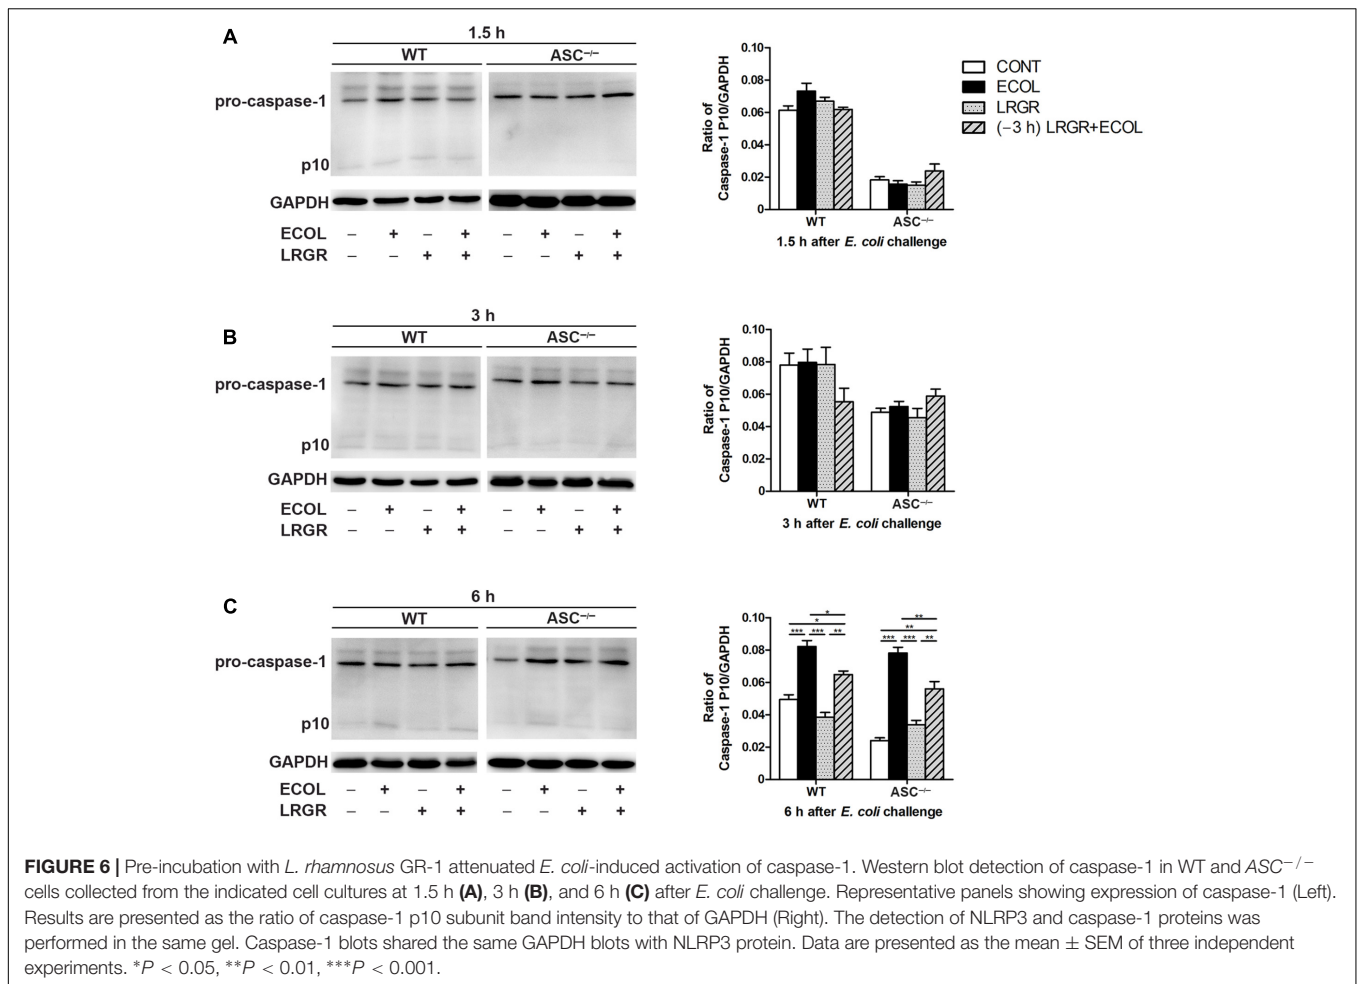 A
1.5 h
WT ASC−/−
pro-caspase-1
p10
GAPDH
ECOL – + – + – + – +
LRGR – – + + – – + +
Ratio of
Caspase-1 P10/GAPDH
0.10
0.08
0.06
0.04
0.02
0
WT ASC−/−
1.5 h after E. coli challenge
CONT
ECOL
LRGR
(−3 h) LRGR+ECOL
B
3 h
WT ASC−/−
pro-caspase-1
p10
GAPDH
ECOL – + – + – + – +
LRGR – – + + – – + +
Ratio of
Caspase-1 P10/GAPDH
0.10
0.08
0.06
0.04
0.02
0
WT ASC−/−
3 h after E. coli challenge
C
6 h
WT ASC−/−
pro-caspase-1
p10
GAPDH
ECOL – + – + – + – +
LRGR – – + + – – + +
Ratio of
Caspase-1 P10/GAPDH
0.10
0.08
0.06
0.04
0.02
0
* **
* **
*** *** ** *** *** **
WT ASC−/−
6 h after E. coli challenge
FIGURE 6 | Pre-incubation with L. rhamnosus GR-1 attenuated E. coli-induced activation of caspase-1. Western blot detection of caspase-1 in WT and ASC−/−
cells collected from the indicated cell cultures at 1.5 h (A), 3 h (B), and 6 h (C) after E. coli challenge. Representative panels showing expression of caspase-1 (Left).
Results are presented as the ratio of caspase-1 p10 subunit band intensity to that of GAPDH (Right). The detection of NLRP3 and caspase-1 proteins was
performed in the same gel. Caspase-1 blots shared the same GAPDH blots with NLRP3 protein. Data are presented as the mean ± SEM of three independent
experiments. *P < 0.05, **P < 0.01, ***P < 0.001.